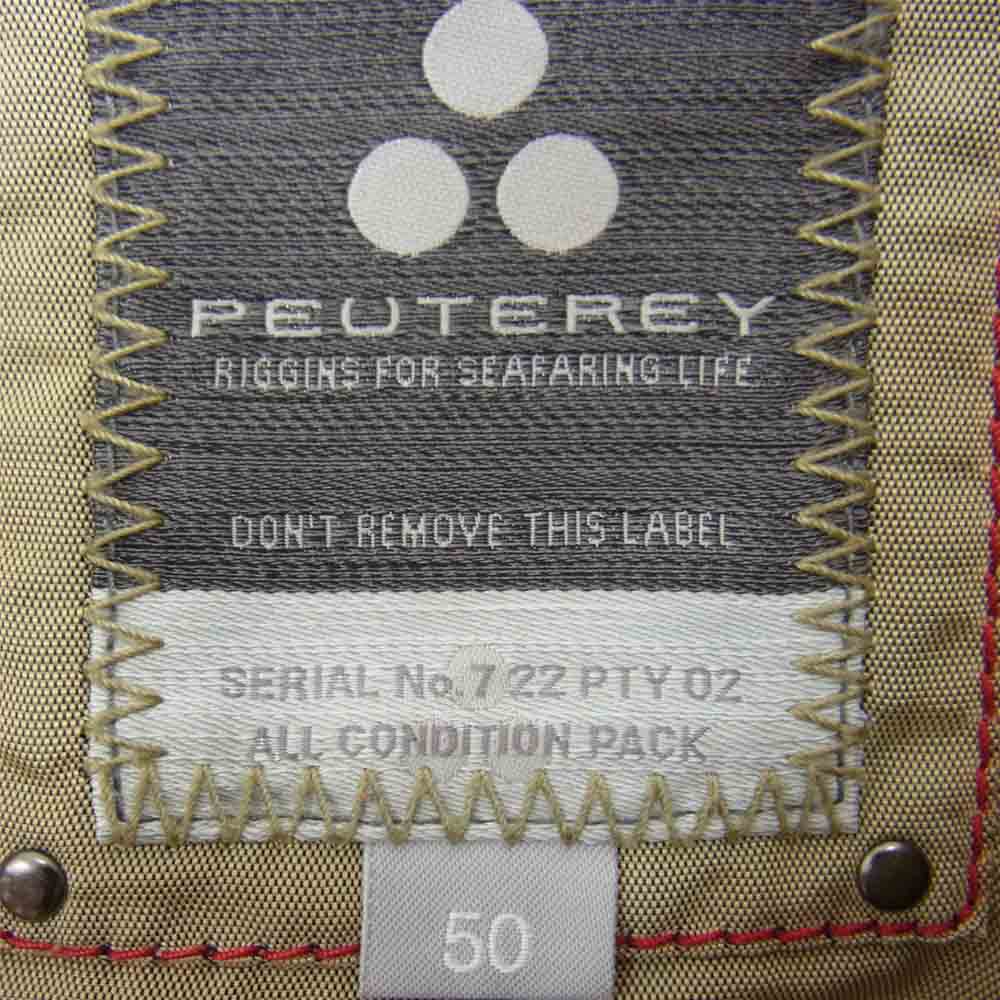 PEUTEREY
RIGGINS FOR SEAFARING LIFE
DON'T REMOVE THIS LABEL
SERIAL No.7 22 PTY 02
ALL CONDITION PACK
50